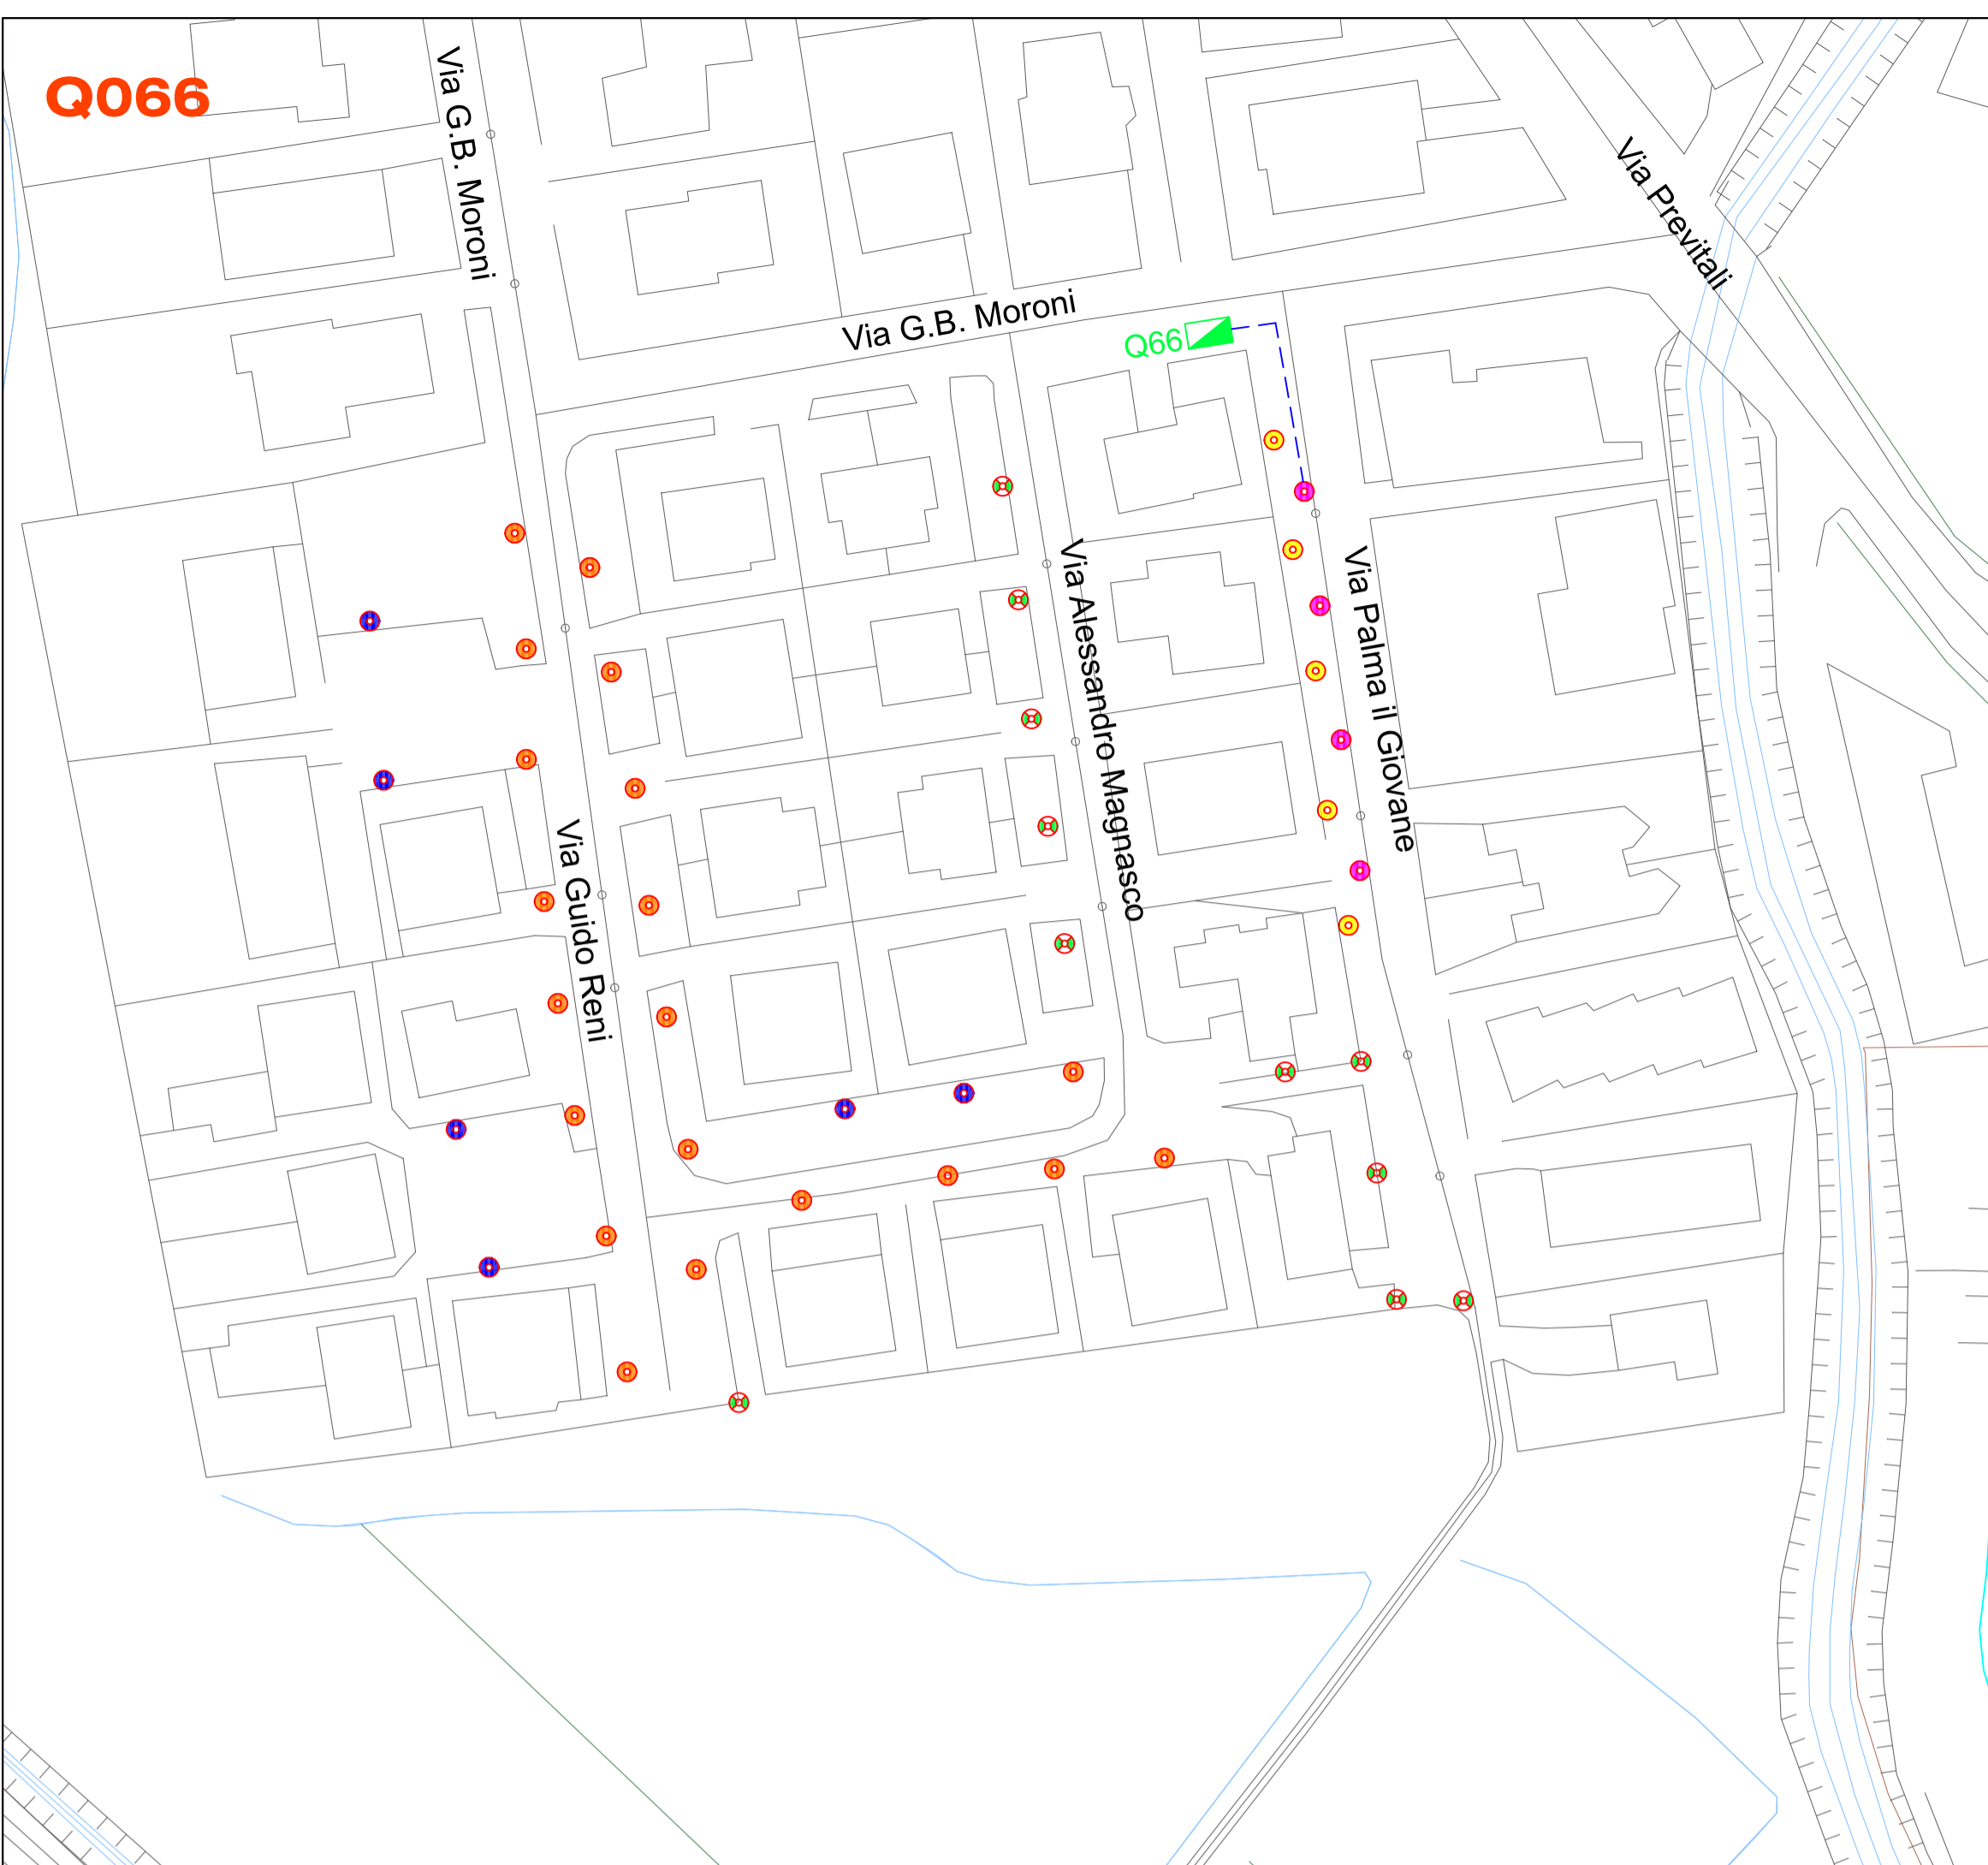 Q066
Via G.B. Moroni
Via Previtali
Via G.B. Moroni
Q66
Via Alessandro Magnasco
Via Palma il Giovane
Via Guido Reni